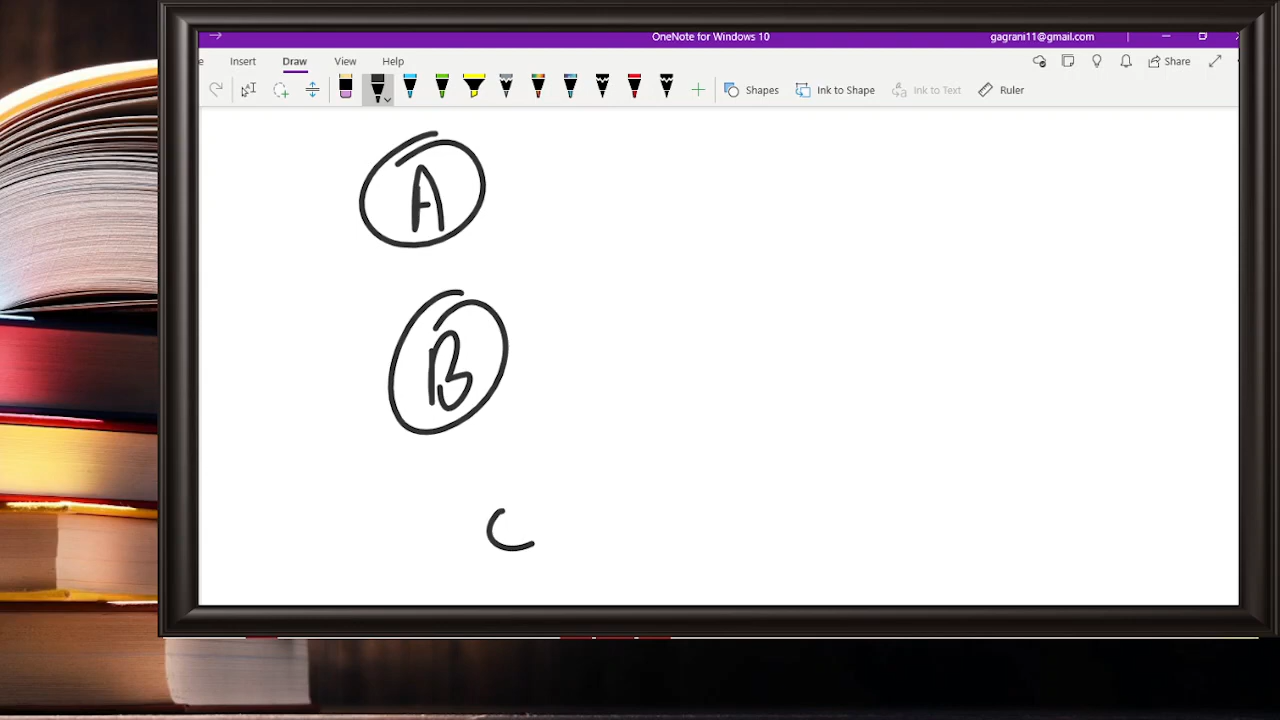 OneNote for Windows 10 gagrani11@gmail.com
Insert Draw View Help Share
Shapes Ink to Shape Ink to Text Ruler
A
B
C